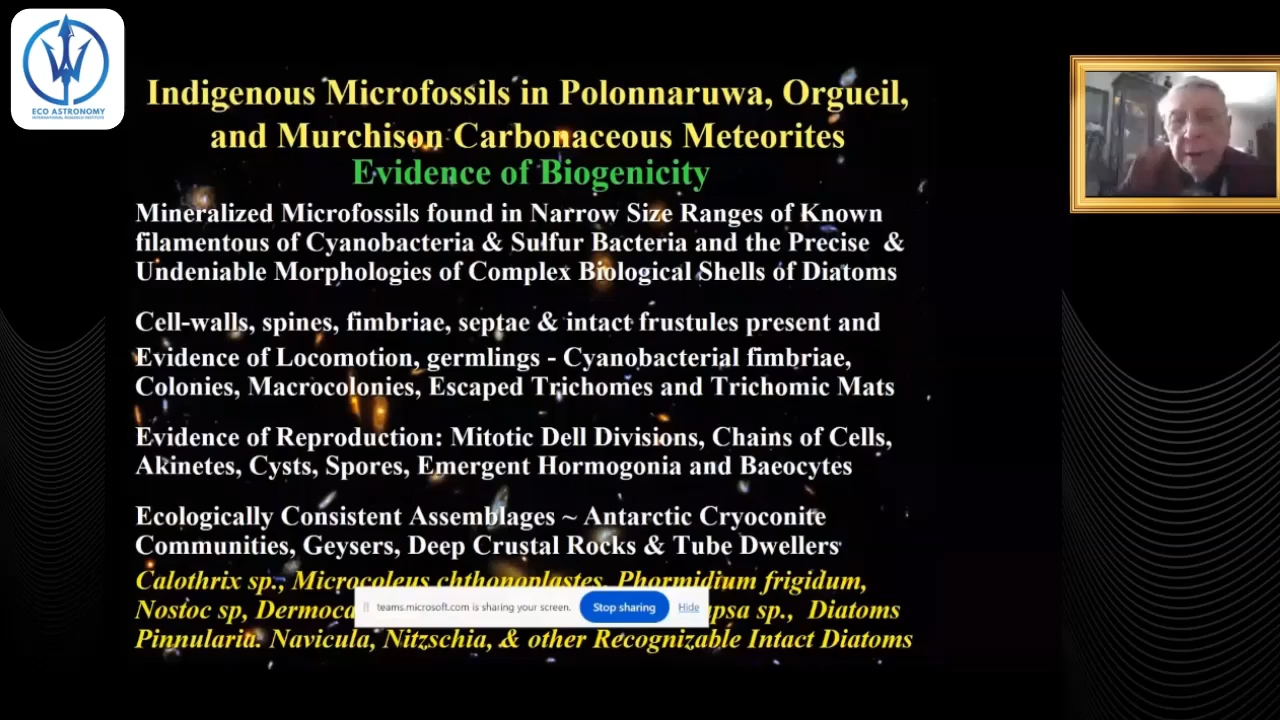 ECO ASTRONOMY
INTERNATIONAL RESEARCH INSTITUTE
Indigenous Microfossils in Polonnaruwa, Orgueil,
and Murchison Carbonaceous Meteorites
Evidence of Biogenicity
Mineralized Microfossils found in Narrow Size Ranges of Known
filamentous of Cyanobacteria & Sulfur Bacteria and the Precise &
Undeniable Morphologies of Complex Biological Shells of Diatoms
Cell-walls, spines, fimbriae, septae & intact frustules present and
Evidence of Locomotion, germlings - Cyanobacterial fimbriae,
Colonies, Macrocolonies, Escaped Trichomes and Trichomic Mats
Evidence of Reproduction: Mitotic Dell Divisions, Chains of Cells,
Akinetes, Cysts, Spores, Emergent Hormogonia and Baeocytes
Ecologically Consistent Assemblages ~ Antarctic Cryoconite
Communities, Geysers, Deep Crustal Rocks & Tube Dwellers
Calothrix sp., Microcoleus chthonoplastes, Phormidium frigidum,
Nostoc sp, Dermoca apsa sp., Diatoms
teams.microsoft.com is sharing your screen. Stop sharing Hide
Pinnularia. Navicula, Nitzschia, & other Recognizable Intact Diatoms